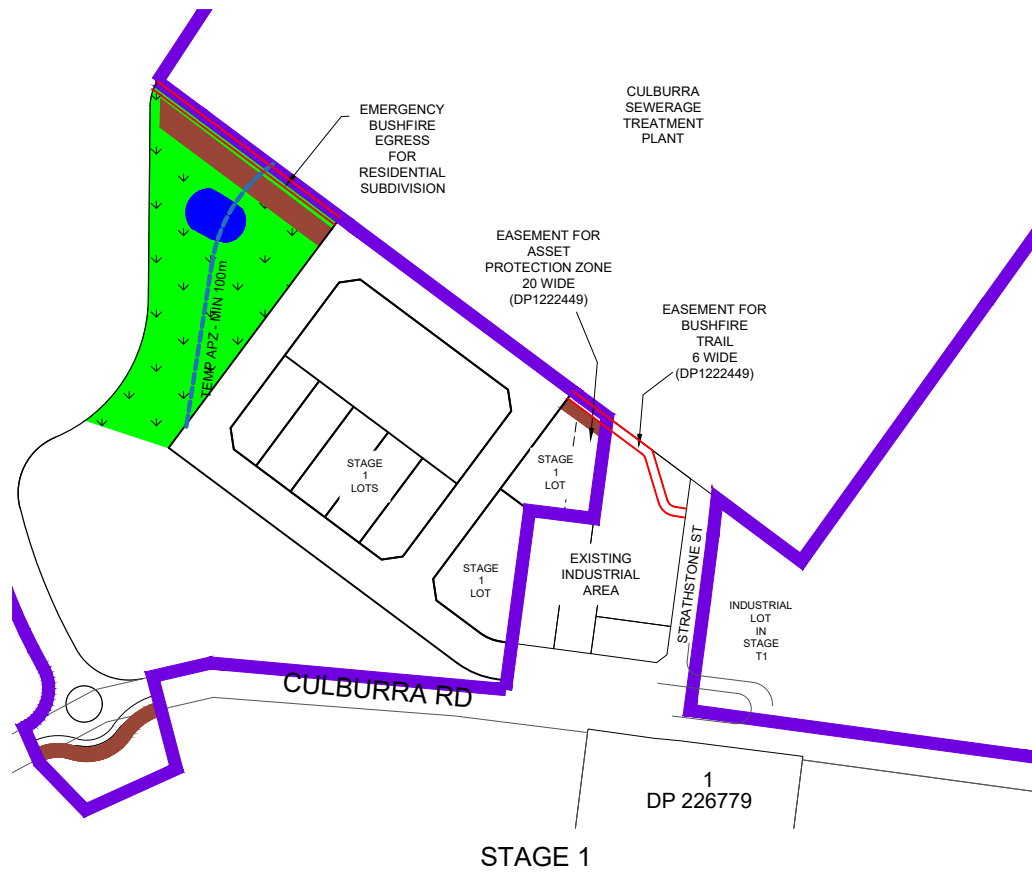 CULBURRA
SEWERAGE
TREATMENT
PLANT
EMERGENCY
BUSHFIRE
EGRESS
FOR
RESIDENTIAL
SUBDIVISION
EASEMENT FOR
ASSET
PROTECTION ZONE
20 WIDE
(DP1222449)
EASEMENT FOR
BUSHFIRE
TRAIL
6 WIDE
(DP1222449)
TEMP APZ - MIN 100m
STAGE
1
LOTS
STAGE
1
LOT
STAGE
1
LOT
EXISTING
INDUSTRIAL
AREA
STRATHSTONE ST
INDUSTRIAL
LOT
IN
STAGE
T1
CULBURRA RD
1
DP 226779
STAGE 1